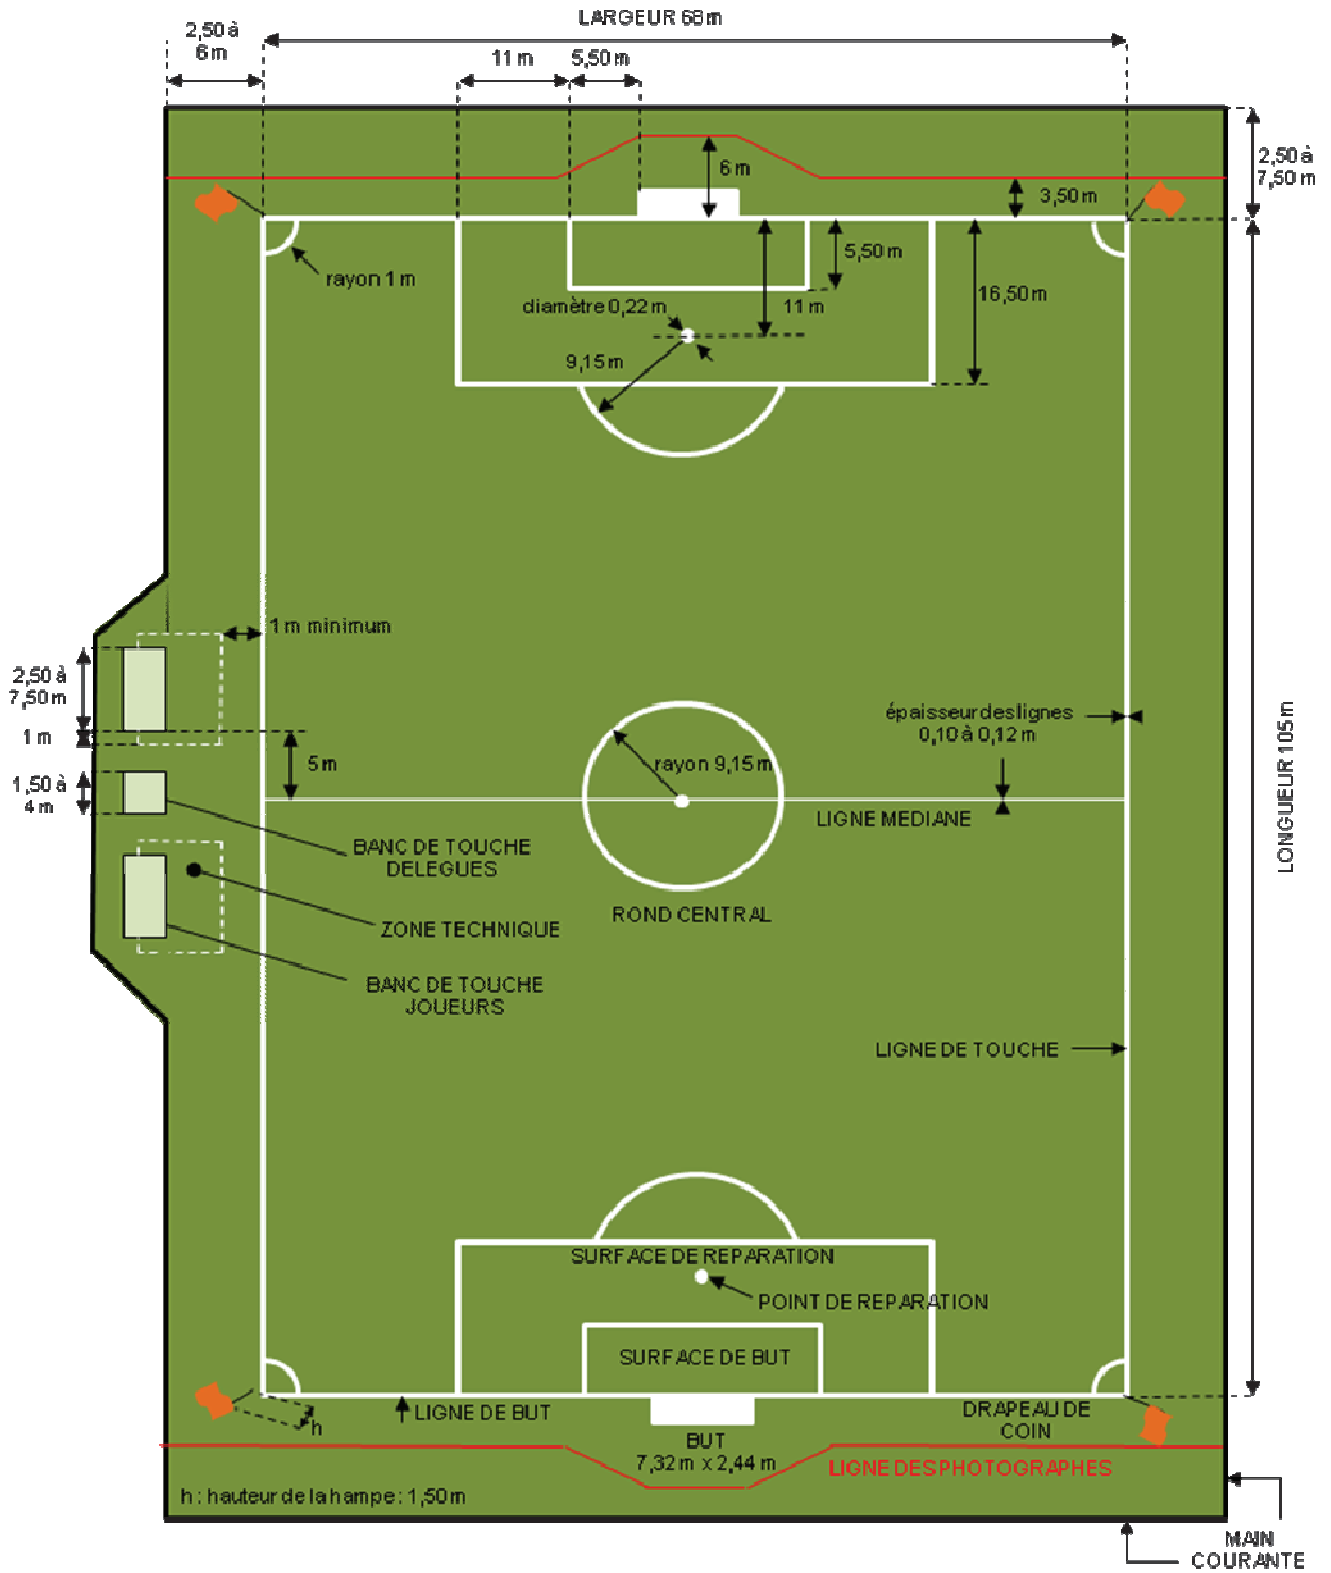 LARGEUR 68 m
2,50 à
6 m
11 m
5,50 m
2,50 à
7,50 m
6 m
3,50 m
5,50 m
rayon 1 m
16,50 m
diamètre 0,22 m
11 m
9,15 m
1 m minimum
2,50 à
7,50 m
épaisseur des lignes
0,10 à 0,12 m
1 m
5 m
rayon 9,15 m
1,50 à
4 m
LIGNE MEDIANE
LONGUEUR 105 m
BANC DE TOUCHE
DELEGUES
ROND CENTRAL
ZONE TECHNIQUE
BANC DE TOUCHE
JOUEURS
LIGNE DE TOUCHE
SURFACE DE REPARATION
POINT DE REPARATION
SURFACE DE BUT
LIGNE DE BUT
DRAPEAU DE
COIN
h
BUT
7,32 m x 2,44 m
LIGNE DES PHOTOGRAPHES
h : hauteur de la hampe : 1,50 m
MAIN
COURANTE